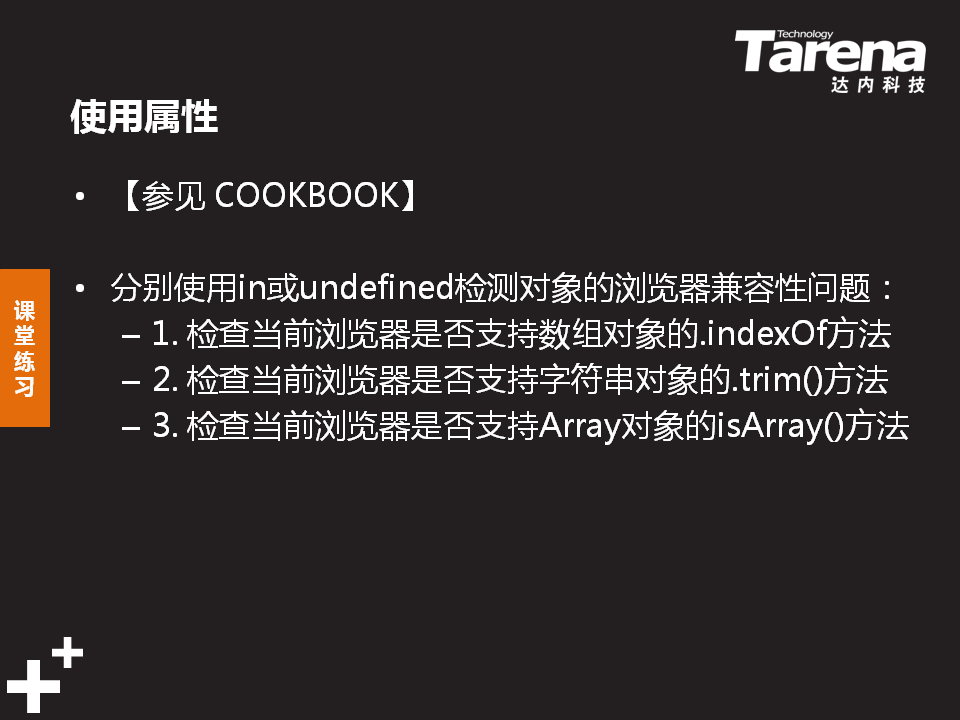 Technology
Tarena
达内科技
使用属性
• 【参见 COOKBOOK】
• 分别使用in或undefined检测对象的浏览器兼容性问题：
– 1. 检查当前浏览器是否支持数组对象的.indexOf方法
– 2. 检查当前浏览器是否支持字符串对象的.trim()方法
– 3. 检查当前浏览器是否支持Array对象的isArray()方法
课
堂
练
习